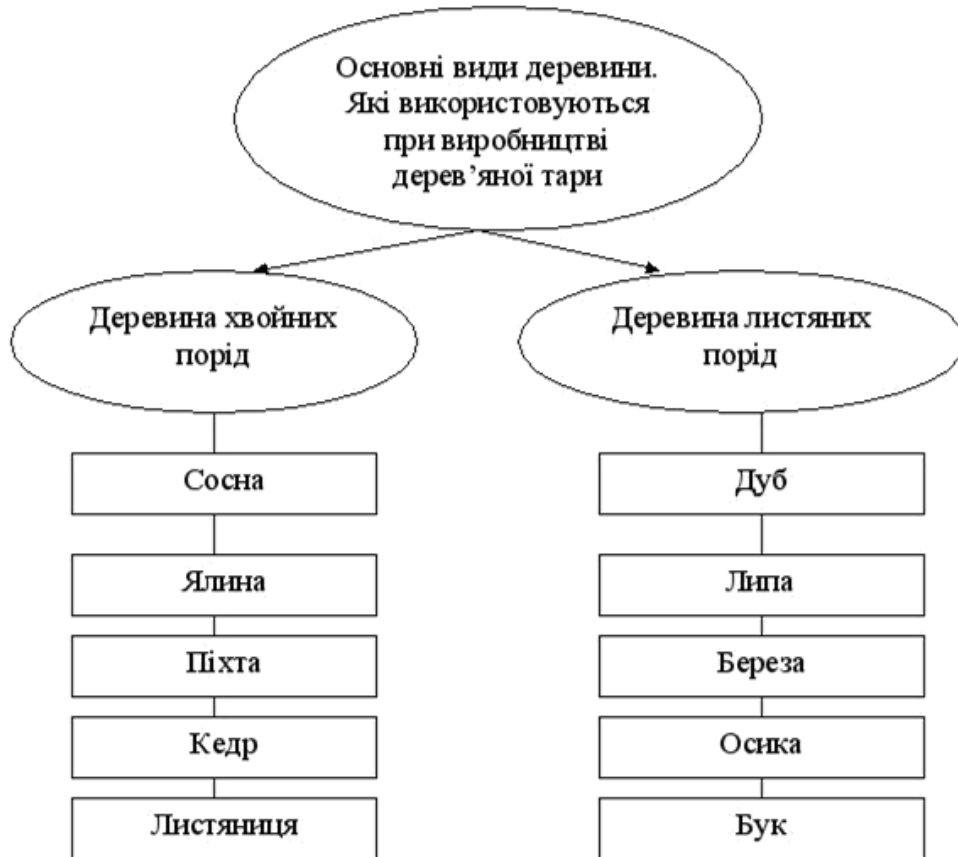 Основні види деревини.
Які використовуються
при виробництві
дерев’яної тари
Деревина хвойних
порід
Деревина листяних
порід
Сосна
Дуб
Ялина
Липа
Піхта
Береза
Кедр
Осика
Листяниця
Бук